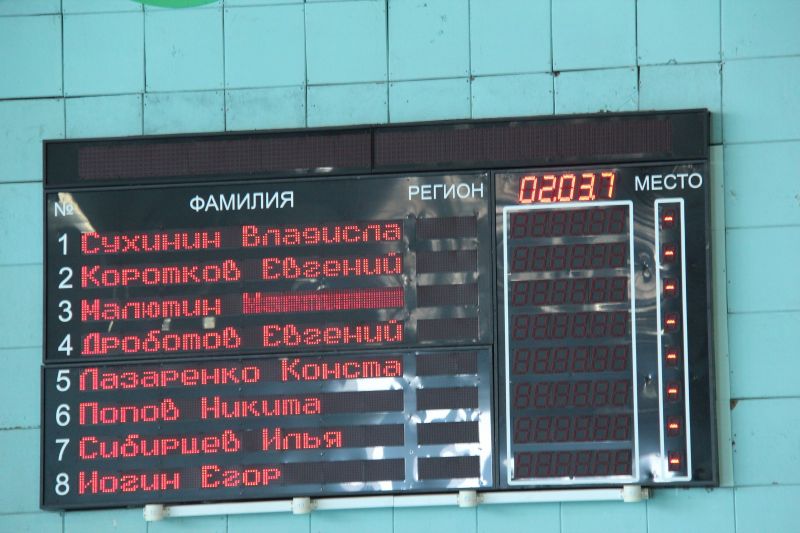 № ФАМИЛИЯ РЕГИОН 02:03.7 МЕСТО
1 Сухинин Владисла
2 Коротков Евгений
3 Малютин
4 Дроботов Евгений
5 Лазаренко Конста
6 Попов Никита
7 Сибирцев Илья
8 Иогин Егор